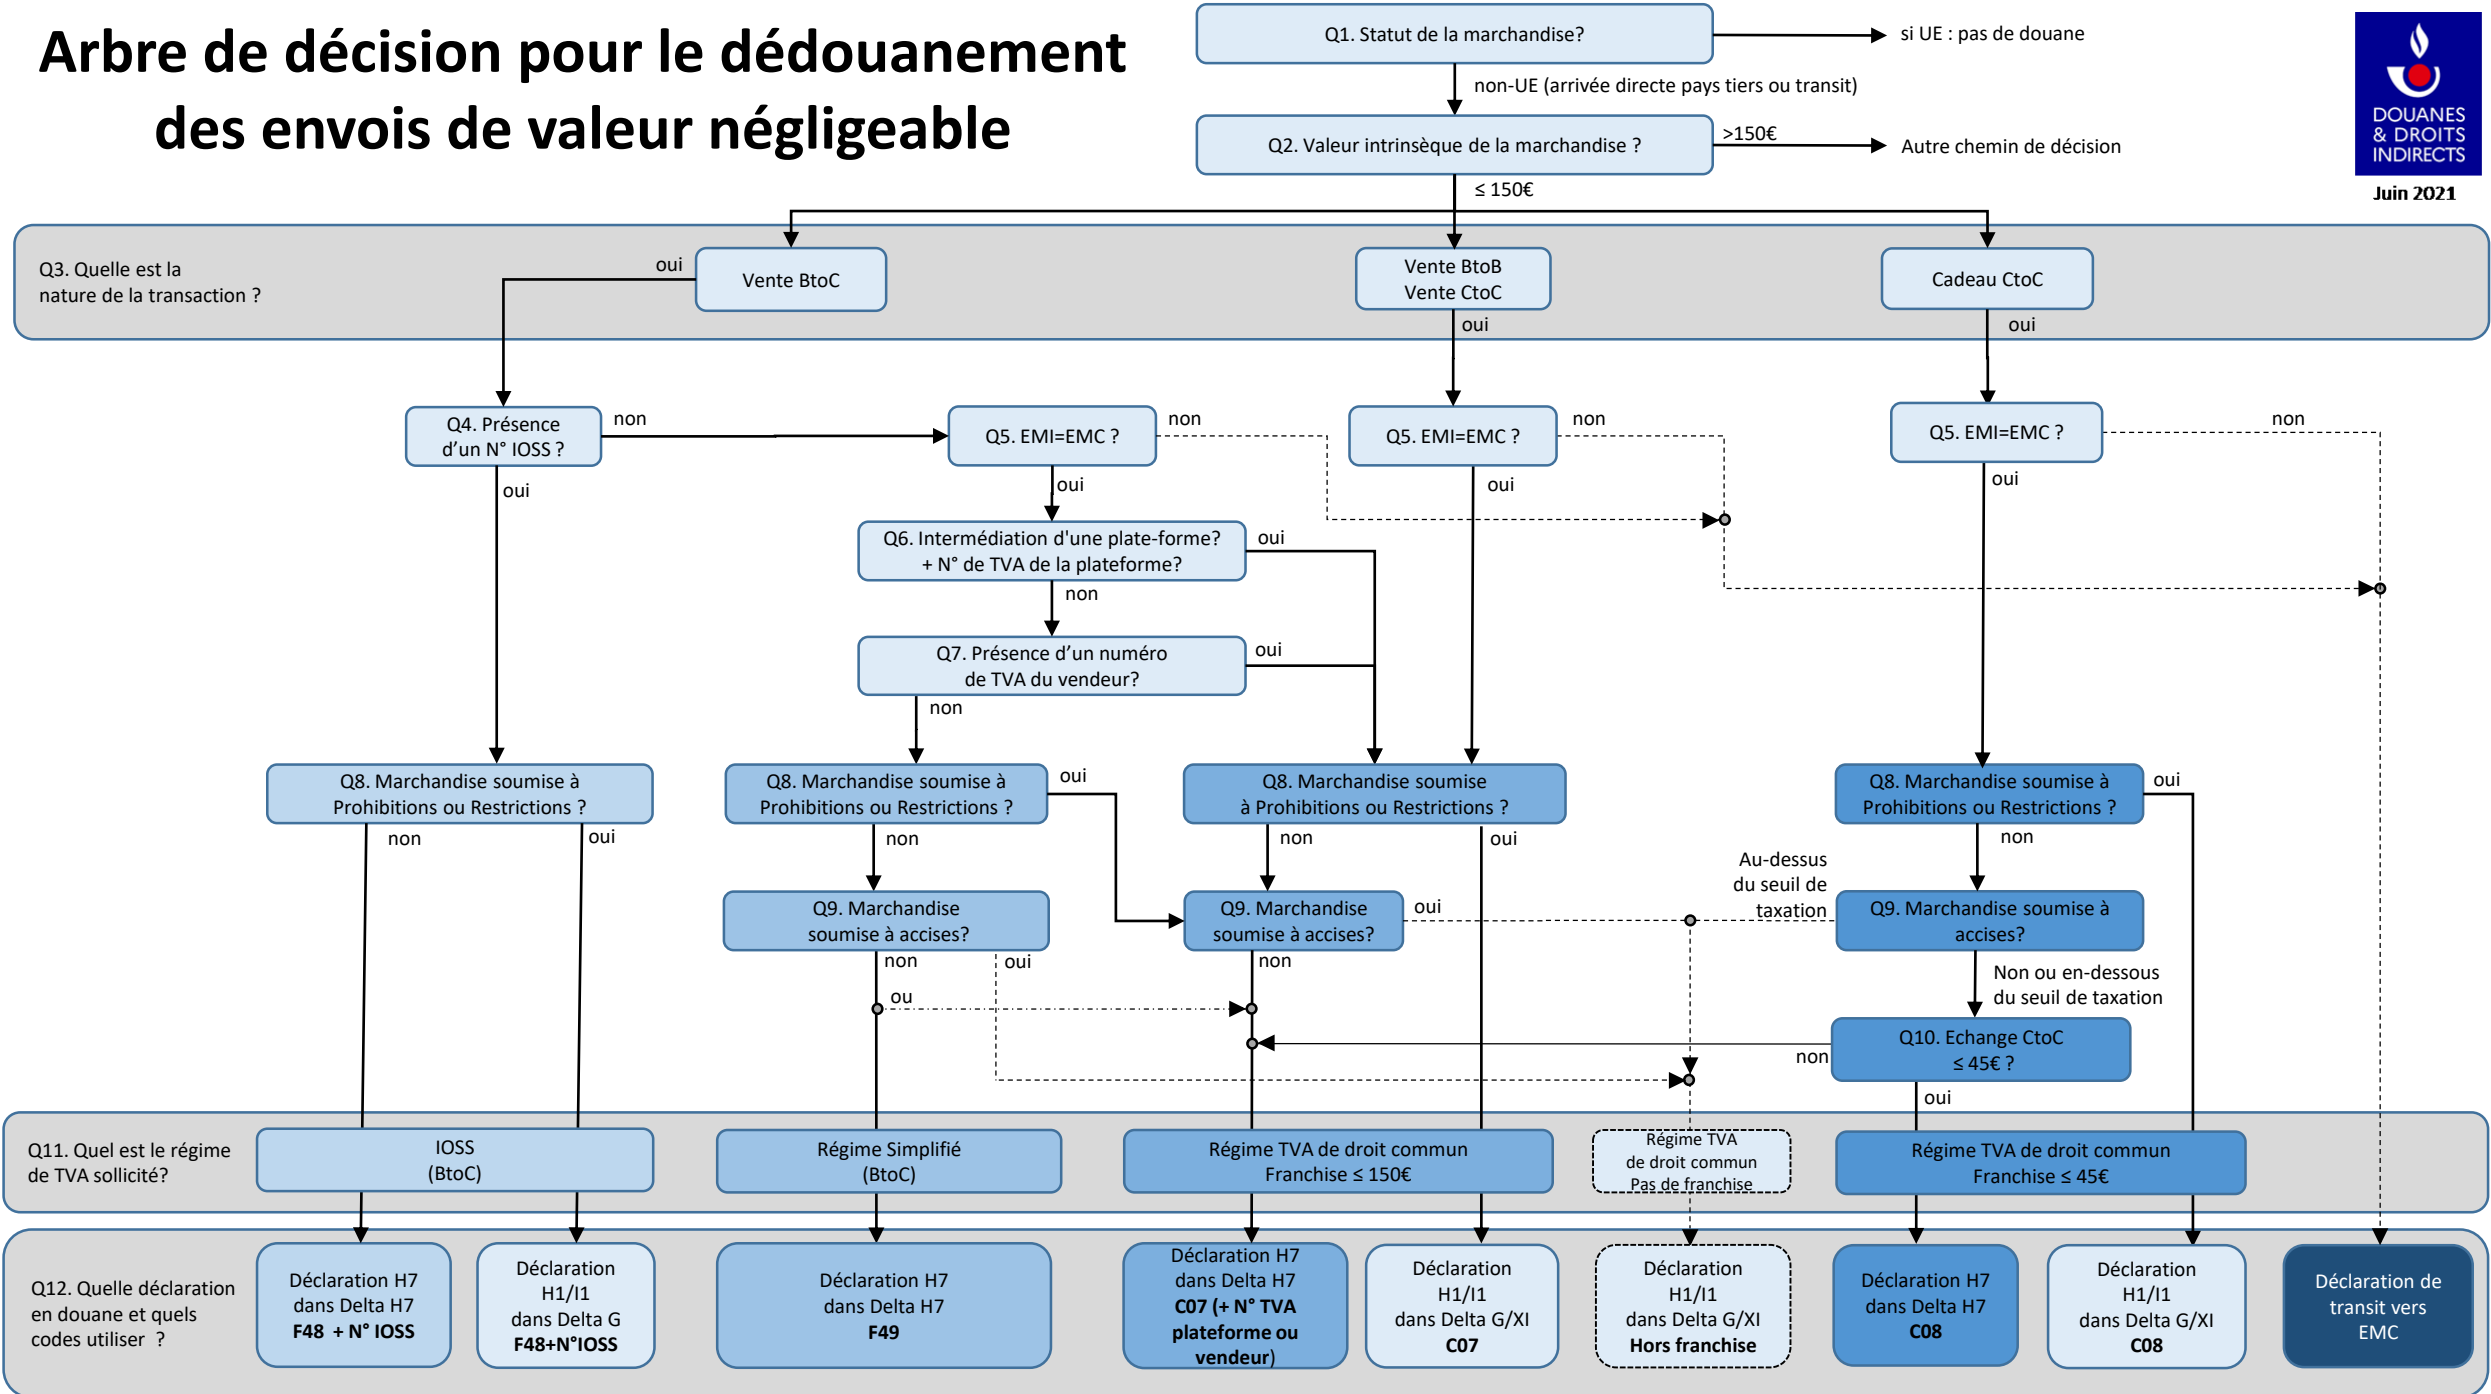 Arbre de décision pour le dédouanement
des envois de valeur négligeable
Q1. Statut de la marchandise?
si UE : pas de douane
non-UE (arrivée directe pays tiers ou transit)
Q2. Valeur intrinsèque de la marchandise ?
>150€
Autre chemin de décision
≤ 150€
DOUANES
& DROITS
INDIRECTS
Juin 2021
Q3. Quelle est la
nature de la transaction ?
oui
Vente BtoC
Vente BtoB
Vente CtoC
oui
Cadeau CtoC
oui
Q4. Présence
d'un N° IOSS ?
non
oui
Q5. EMI=EMC ?
non
oui
Q5. EMI=EMC ?
non
oui
Q5. EMI=EMC ?
non
oui
Q6. Intermédiation d'une plate-forme?
+ N° de TVA de la plateforme?
oui
non
Q7. Présence d'un numéro
de TVA du vendeur?
oui
non
Q8. Marchandise soumise à
Prohibitions ou Restrictions ?
non
oui
Q8. Marchandise soumise à
Prohibitions ou Restrictions ?
oui
non
Q8. Marchandise soumise
à Prohibitions ou Restrictions ?
non
oui
Q8. Marchandise soumise à
Prohibitions ou Restrictions ?
oui
non
Q9. Marchandise
soumise à accises?
non
oui
ou
Q9. Marchandise
soumise à accises?
oui
non
Au-dessus
du seuil de
taxation
Q9. Marchandise soumise à
accises?
Non ou en-dessous
du seuil de taxation
Q10. Echange CtoC
≤ 45€ ?
non
oui
Q11. Quel est le régime
de TVA sollicité?
IOSS
(BtoC)
Régime Simplifié
(BtoC)
Régime TVA de droit commun
Franchise ≤ 150€
Régime TVA
de droit commun
Pas de franchise
Régime TVA de droit commun
Franchise ≤ 45€
Q12. Quelle déclaration
en douane et quels
codes utiliser ?
Déclaration H7
dans Delta H7
F48 + N° IOSS
Déclaration
H1/I1
dans Delta G
F48+N°IOSS
Déclaration H7
dans Delta H7
F49
Déclaration H7
dans Delta H7
C07 (+ N° TVA
plateforme ou
vendeur)
Déclaration
H1/I1
dans Delta G/XI
C07
Déclaration
H1/I1
dans Delta G/XI
Hors franchise
Déclaration H7
dans Delta H7
C08
Déclaration
H1/I1
dans Delta G/XI
C08
Déclaration de
transit vers
EMC